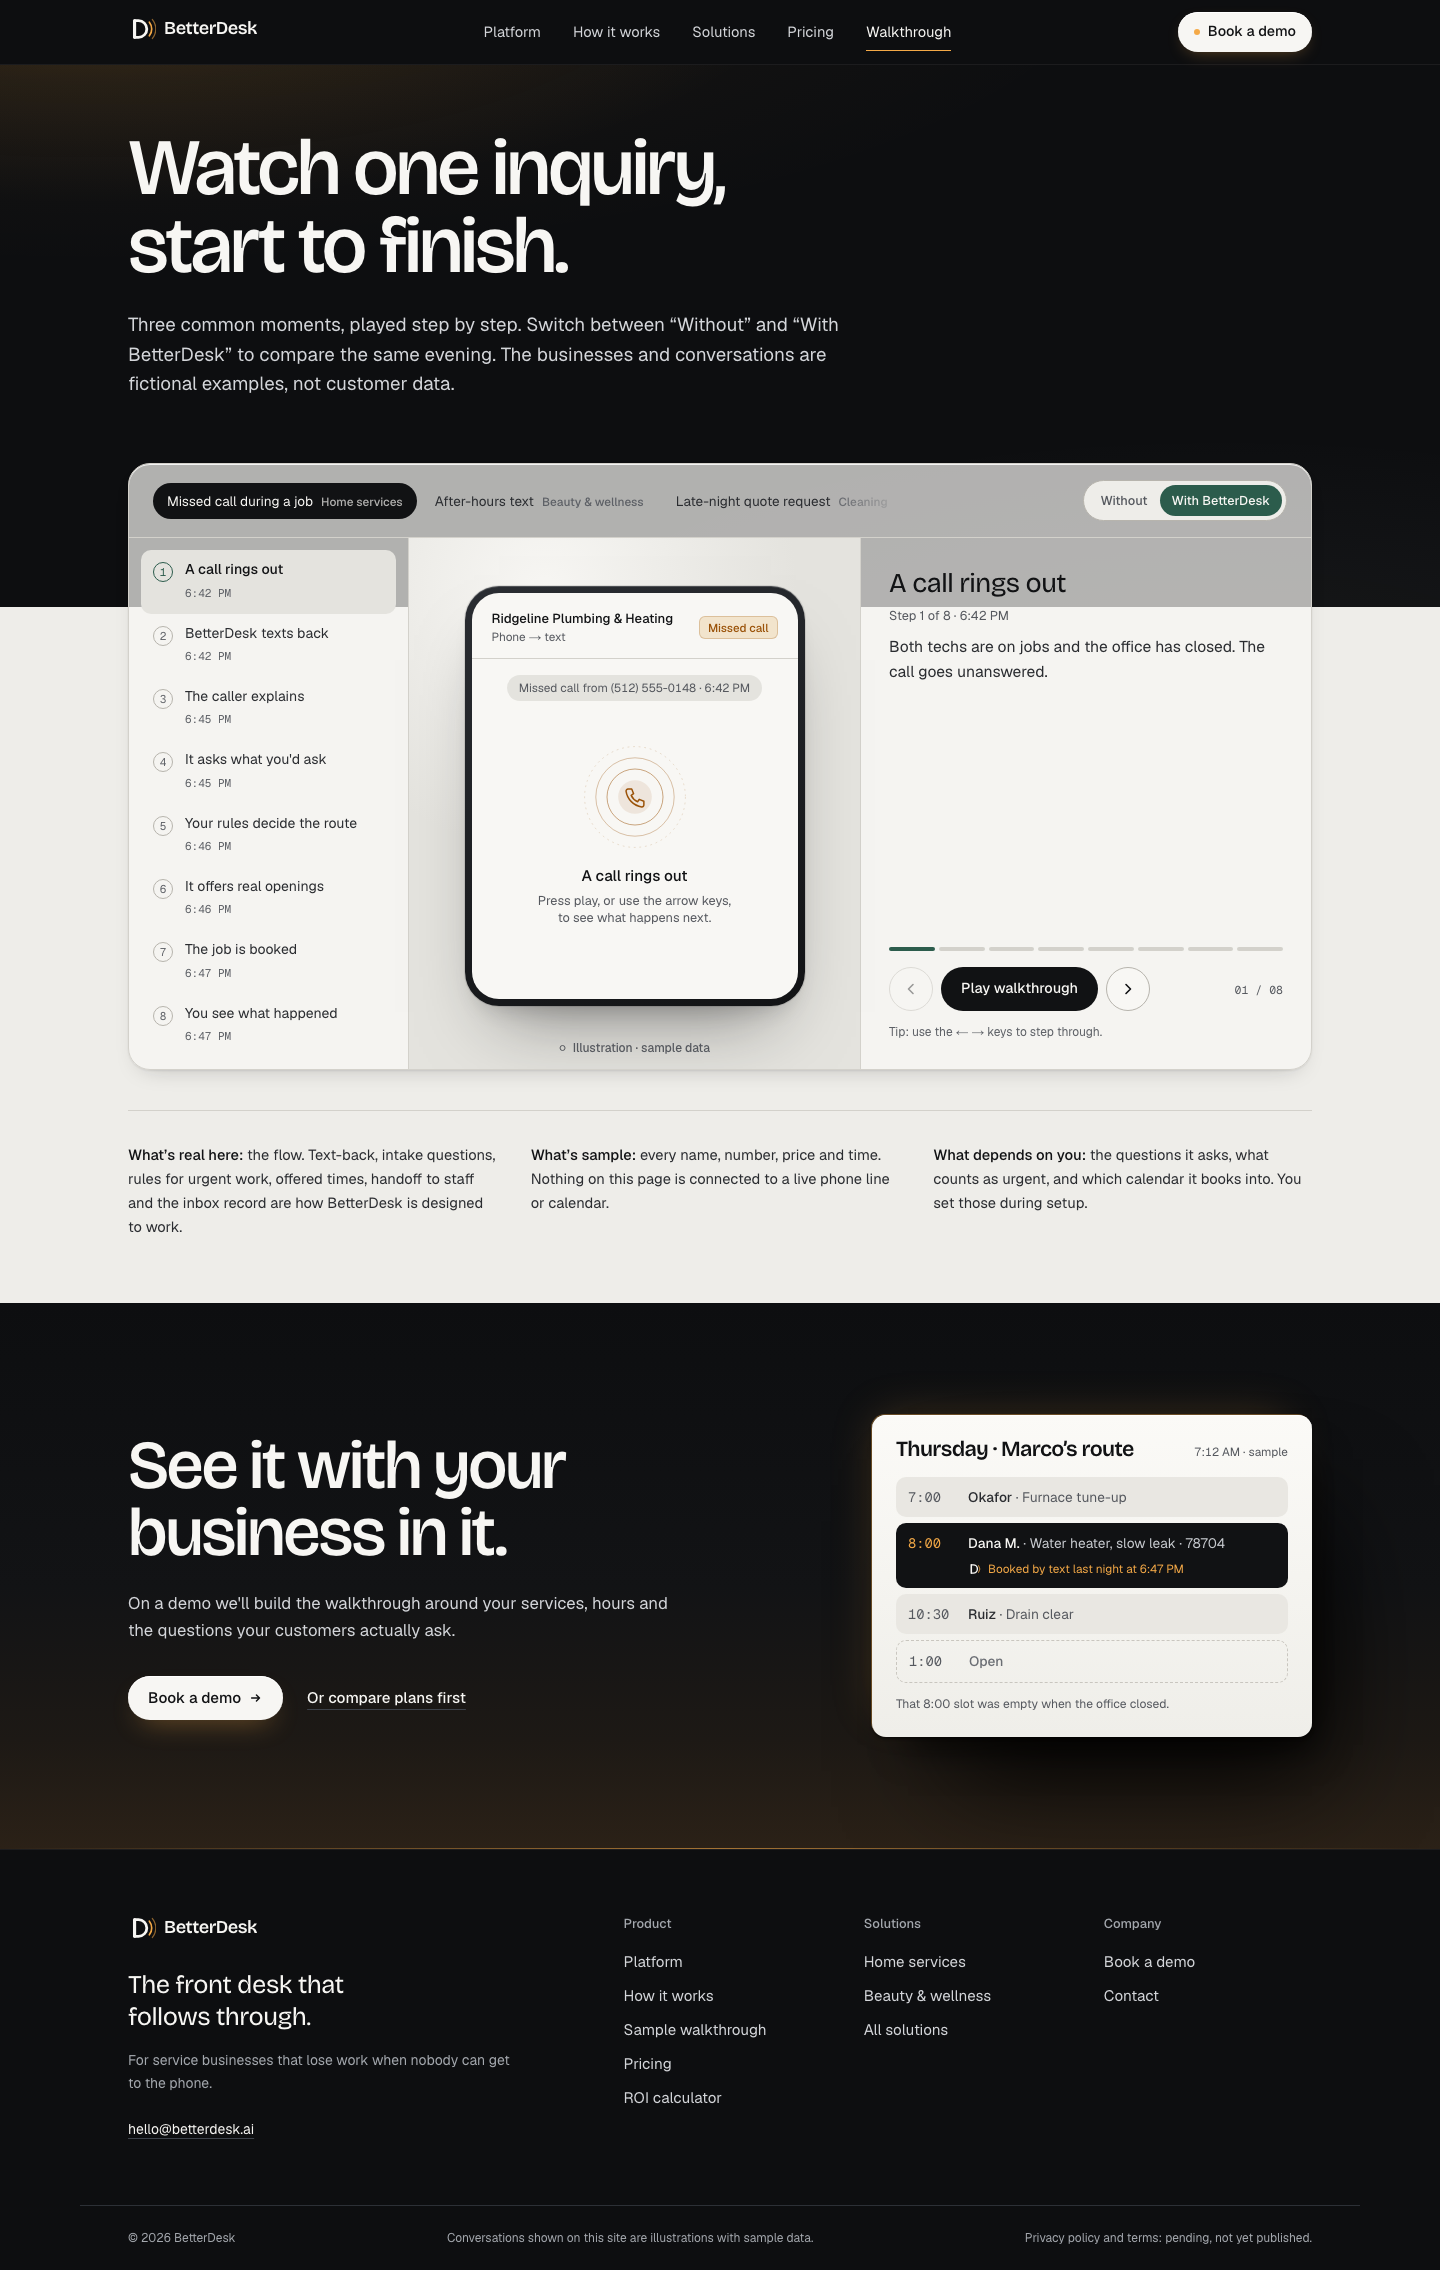 BetterDesk
Platform
How it works
Solutions
Pricing
Walkthrough
Book a demo
Watch one inquiry,
start to finish.
Three common moments, played step by step. Switch between “Without” and “With
BetterDesk” to compare the same evening. The businesses and conversations are
fictional examples, not customer data.
Missed call during a job Home services
After-hours text Beauty & wellness
Late-night quote request Cleaning
Without
With BetterDesk
1 A call rings out
6:42 PM
2 BetterDesk texts back
6:42 PM
3 The caller explains
6:45 PM
4 It asks what you'd ask
6:45 PM
5 Your rules decide the route
6:46 PM
6 It offers real openings
6:46 PM
7 The job is booked
6:47 PM
8 You see what happened
6:47 PM
Ridgeline Plumbing & Heating
Phone → text
Missed call
Missed call from (512) 555-0148 · 6:42 PM
A call rings out
Press play, or use the arrow keys,
to see what happens next.
Illustration · sample data
A call rings out
Step 1 of 8 · 6:42 PM
Both techs are on jobs and the office has closed. The
call goes unanswered.
Play walkthrough
01 / 08
Tip: use the ← → keys to step through.
What’s real here: the flow. Text-back, intake questions,
rules for urgent work, offered times, handoff to staff
and the inbox record are how BetterDesk is designed
to work.
What’s sample: every name, number, price and time.
Nothing on this page is connected to a live phone line
or calendar.
What depends on you: the questions it asks, what
counts as urgent, and which calendar it books into. You
set those during setup.
See it with your
business in it.
On a demo we'll build the walkthrough around your services, hours and
the questions your customers actually ask.
Book a demo →
Or compare plans first
Thursday · Marco’s route
7:12 AM · sample
7:00 Okafor · Furnace tune-up
8:00 Dana M. · Water heater, slow leak · 78704
Booked by text last night at 6:47 PM
10:30 Ruiz · Drain clear
1:00 Open
That 8:00 slot was empty when the office closed.
BetterDesk
The front desk that
follows through.
For service businesses that lose work when nobody can get
to the phone.
hello@betterdesk.ai
Product
Platform
How it works
Sample walkthrough
Pricing
ROI calculator
Solutions
Home services
Beauty & wellness
All solutions
Company
Book a demo
Contact
© 2026 BetterDesk
Conversations shown on this site are illustrations with sample data.
Privacy policy and terms: pending, not yet published.